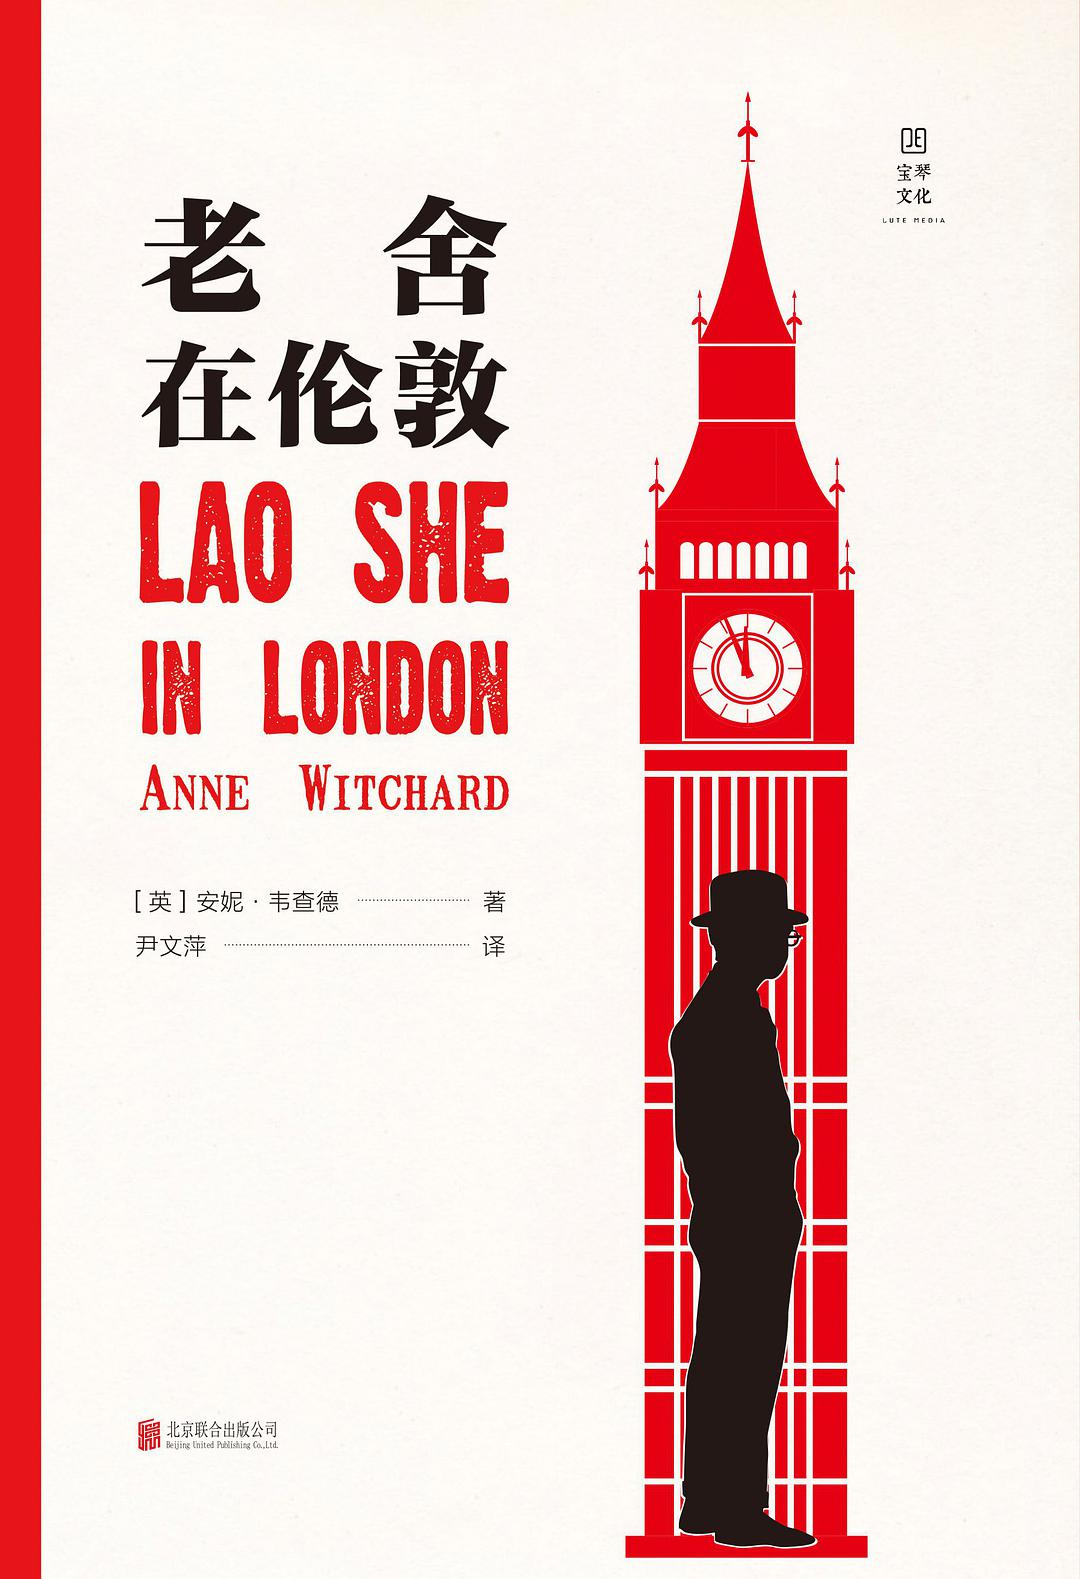 老舍
在伦敦
LAO SHE
IN LONDON
ANNE WITCHARD
[英]安妮·韦查德 著
尹文萍 译
宝琴
文化
LUTE MEDIA
北京联合出版公司
Beijing United Publishing Co.,Ltd.